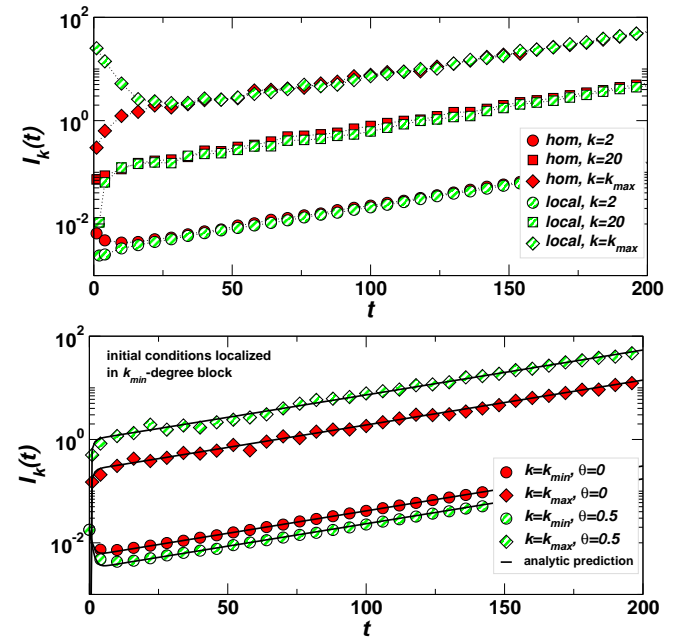 10^2
10^0
10^-2
I_k(t)
hom, k=2
hom, k=20
hom, k=k_max
local, k=2
local, k=20
local, k=k_max
0 50 100 150 200
t
10^2
10^0
10^-2
I_k(t)
initial conditions localized
in k_min-degree block
k=k_min, θ=0
k=k_max, θ=0
k=k_min, θ=0.5
k=k_max, θ=0.5
analytic prediction
0 50 100 150 200
t